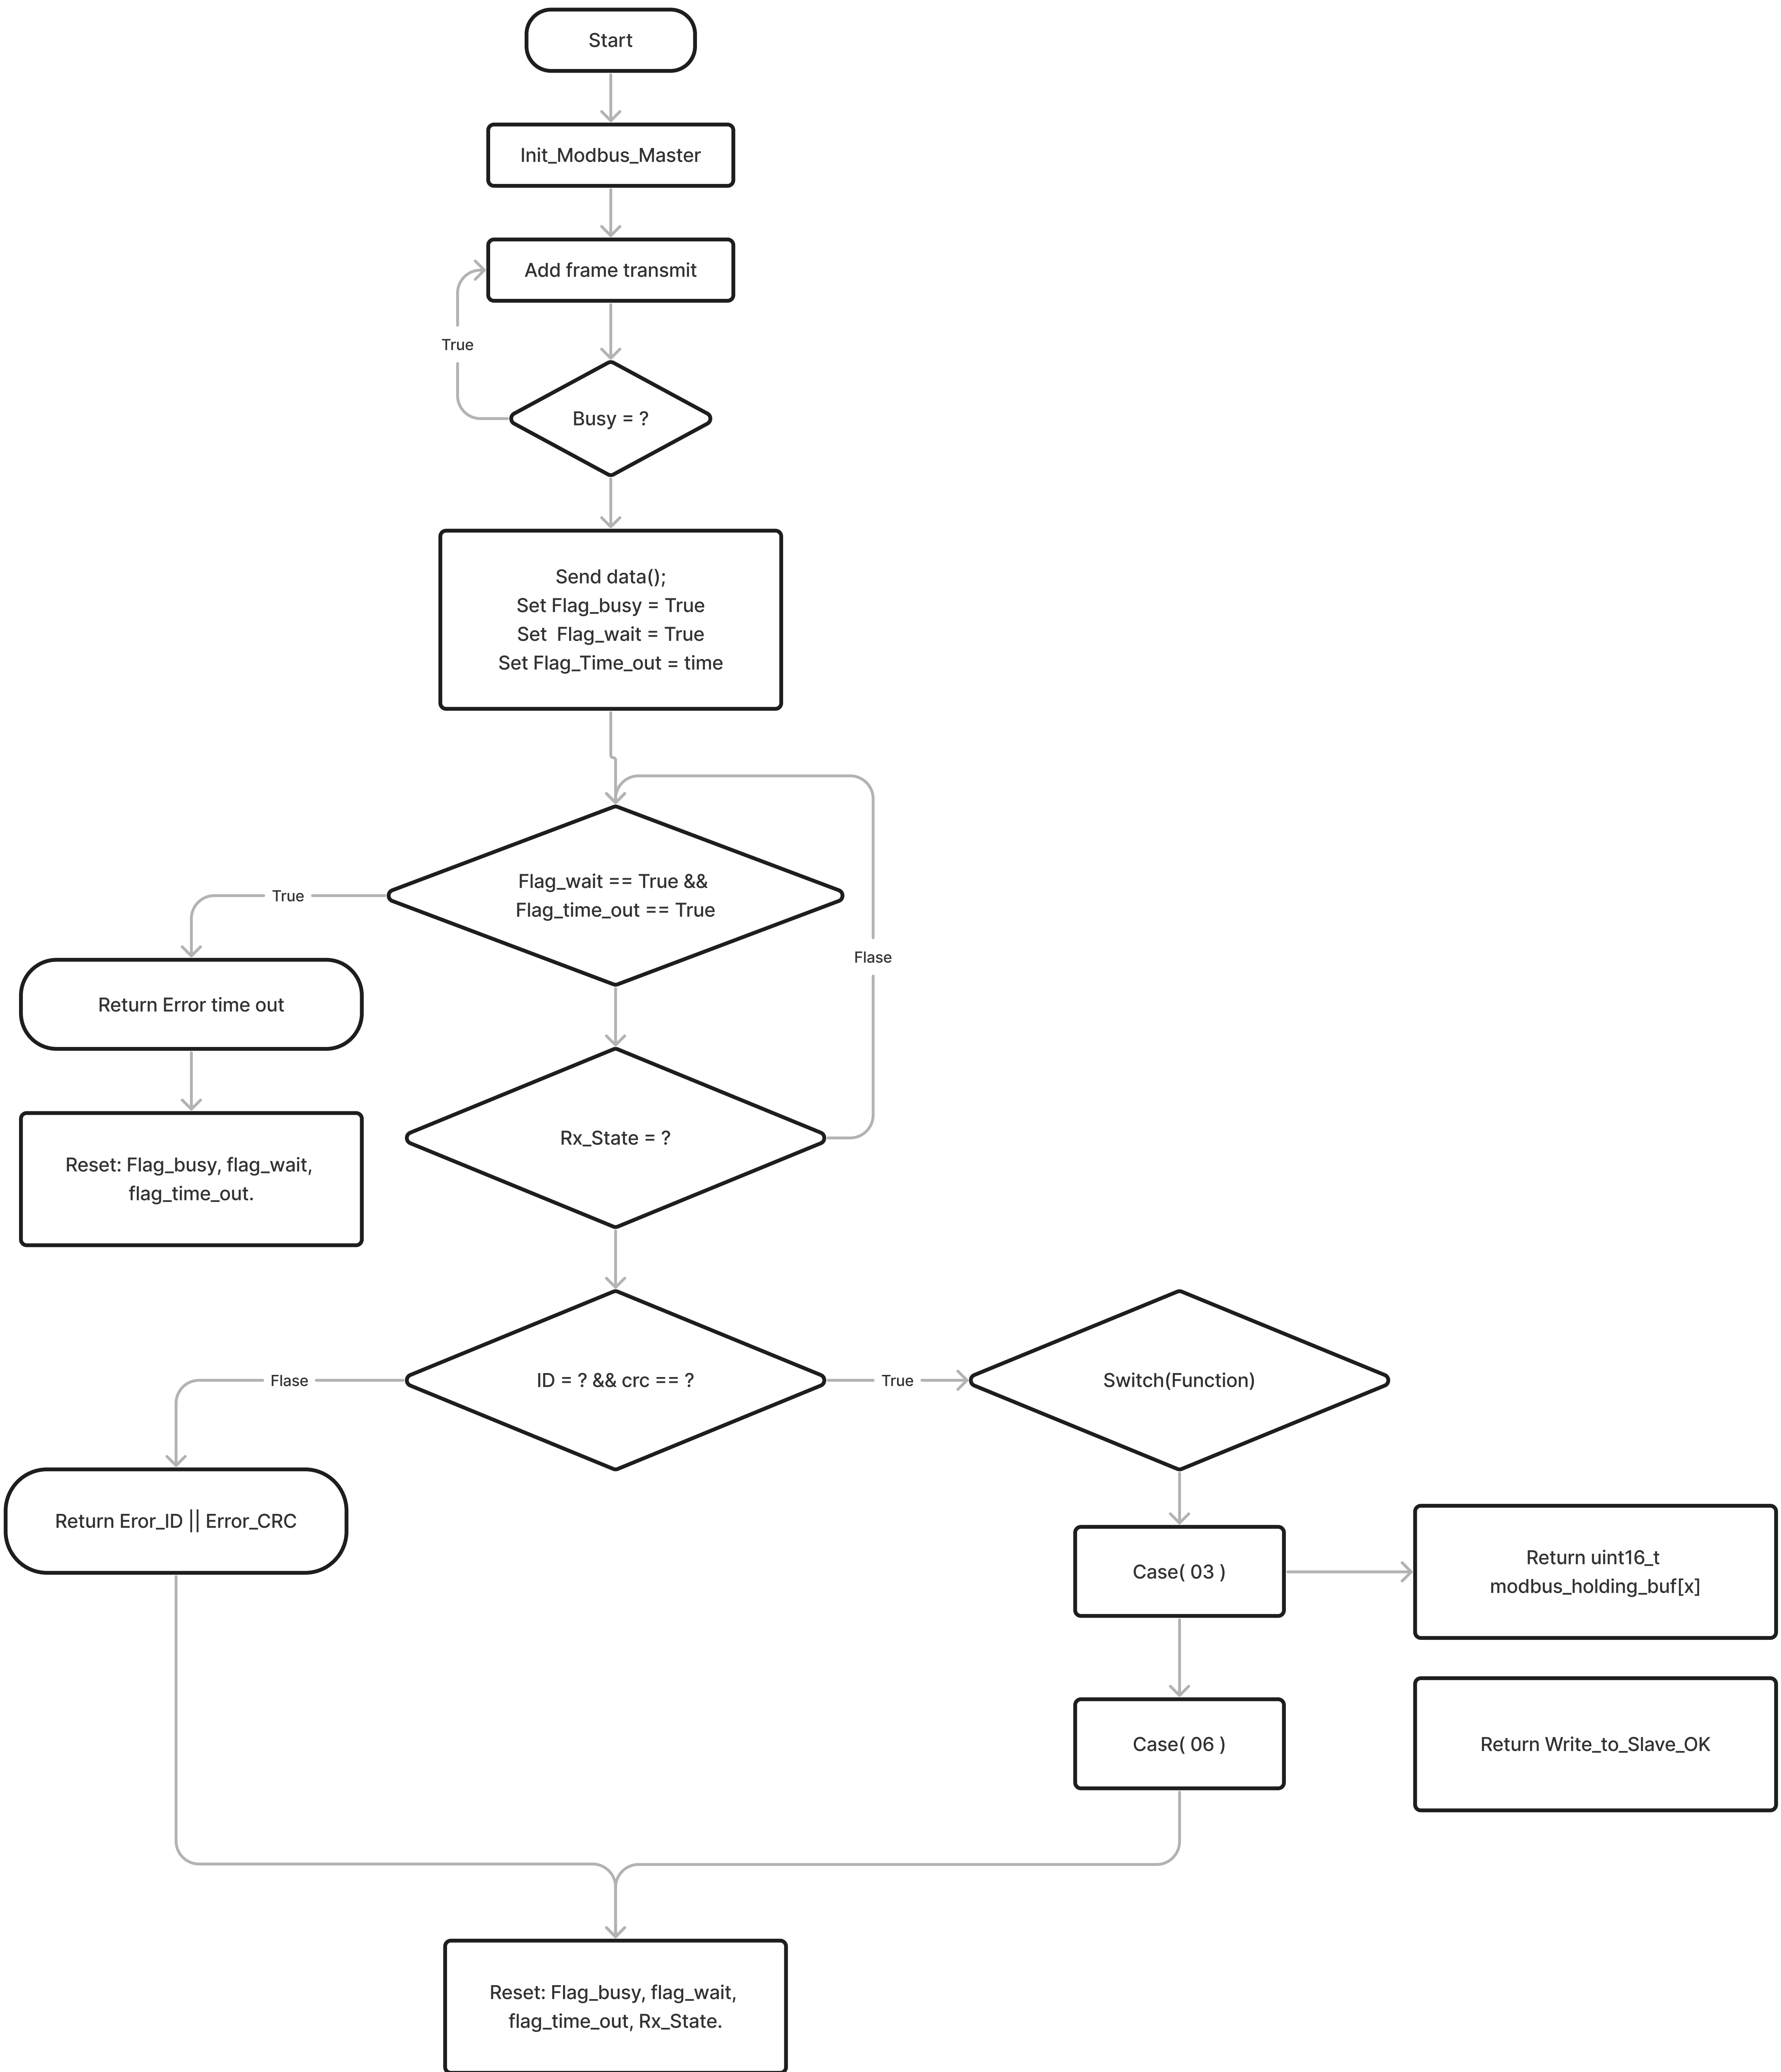 Start
Init_Modbus_Master
Add frame transmit
True
Busy = ?
Send data();
Set Flag_busy = True
Set  Flag_wait = True
Set Flag_Time_out = time
Flag_wait == True &&
Flag_time_out == True
True
Flase
Return Error time out
Rx_State = ?
Reset: Flag_busy, flag_wait,
flag_time_out.
Flase
ID = ? && crc == ?
True
Switch(Function)
Return Eror_ID || Error_CRC
Case( 03 )
Return uint16_t
modbus_holding_buf[x]
Case( 06 )
Return Write_to_Slave_OK
Reset: Flag_busy, flag_wait,
flag_time_out, Rx_State.